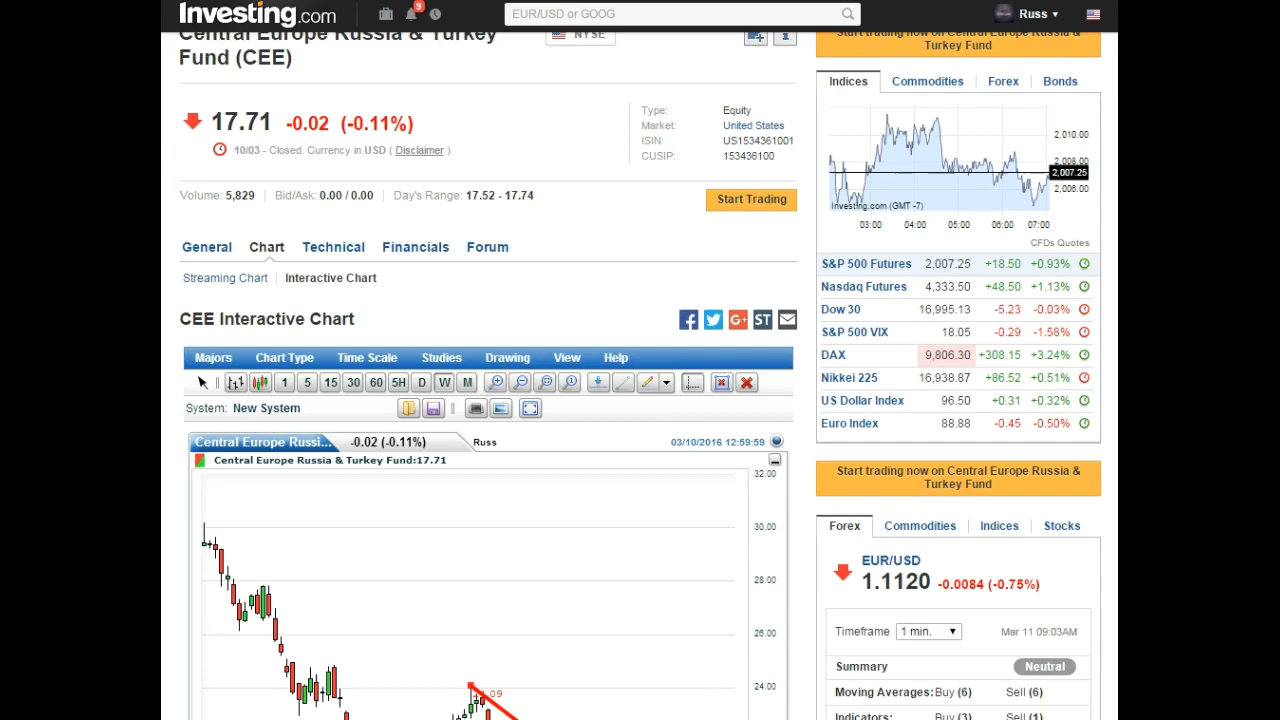 Investing.com
9
EUR/USD or GOOG
Russ
Central Europe Russia & Turkey
Fund (CEE)
NYSE
17.71 -0.02 (-0.11%)
10/03 - Closed. Currency in USD ( Disclaimer )
Type: Equity
Market: United States
ISIN: US1534361001
CUSIP: 153436100
Volume: 5,829 Bid/Ask: 0.00 / 0.00 Day's Range: 17.52 - 17.74
Start Trading
General Chart Technical Financials Forum
Streaming Chart Interactive Chart
CEE Interactive Chart
G+ ST
Majors Chart Type Time Scale Studies Drawing View Help
1 5 15 30 60 5H D W M
System: New System
Central Europe Russi... -0.02 (-0.11%) Russ 03/10/2016 12:59:59
Central Europe Russia & Turkey Fund:17.71
32.00
30.00
28.00
26.00
24.00
Start trading now on Central Europe Russia &
Turkey Fund
Indices Commodities Forex Bonds
2,010.00
2,008.00
2,007.25
2,006.00
Investing.com (GMT -7)
03:00 04:00 05:00 06:00 07:00
CFDs Quotes
S&P 500 Futures 2,007.25 +18.50 +0.93%
Nasdaq Futures 4,333.50 +48.50 +1.13%
Dow 30 16,995.13 -5.23 -0.03%
S&P 500 VIX 18.05 -0.29 -1.58%
DAX 9,806.30 +308.15 +3.24%
Nikkei 225 16,938.87 +86.52 +0.51%
US Dollar Index 96.50 +0.31 +0.32%
Euro Index 88.88 -0.45 -0.50%
Start trading now on Central Europe Russia &
Turkey Fund
Forex Commodities Indices Stocks
EUR/USD
1.1120 -0.0084 (-0.75%)
Timeframe 1 min. Mar 11 09:03AM
Summary Neutral
Moving Averages: Buy (6) Sell (6)
Indicators: Buy (3) Sell (1)